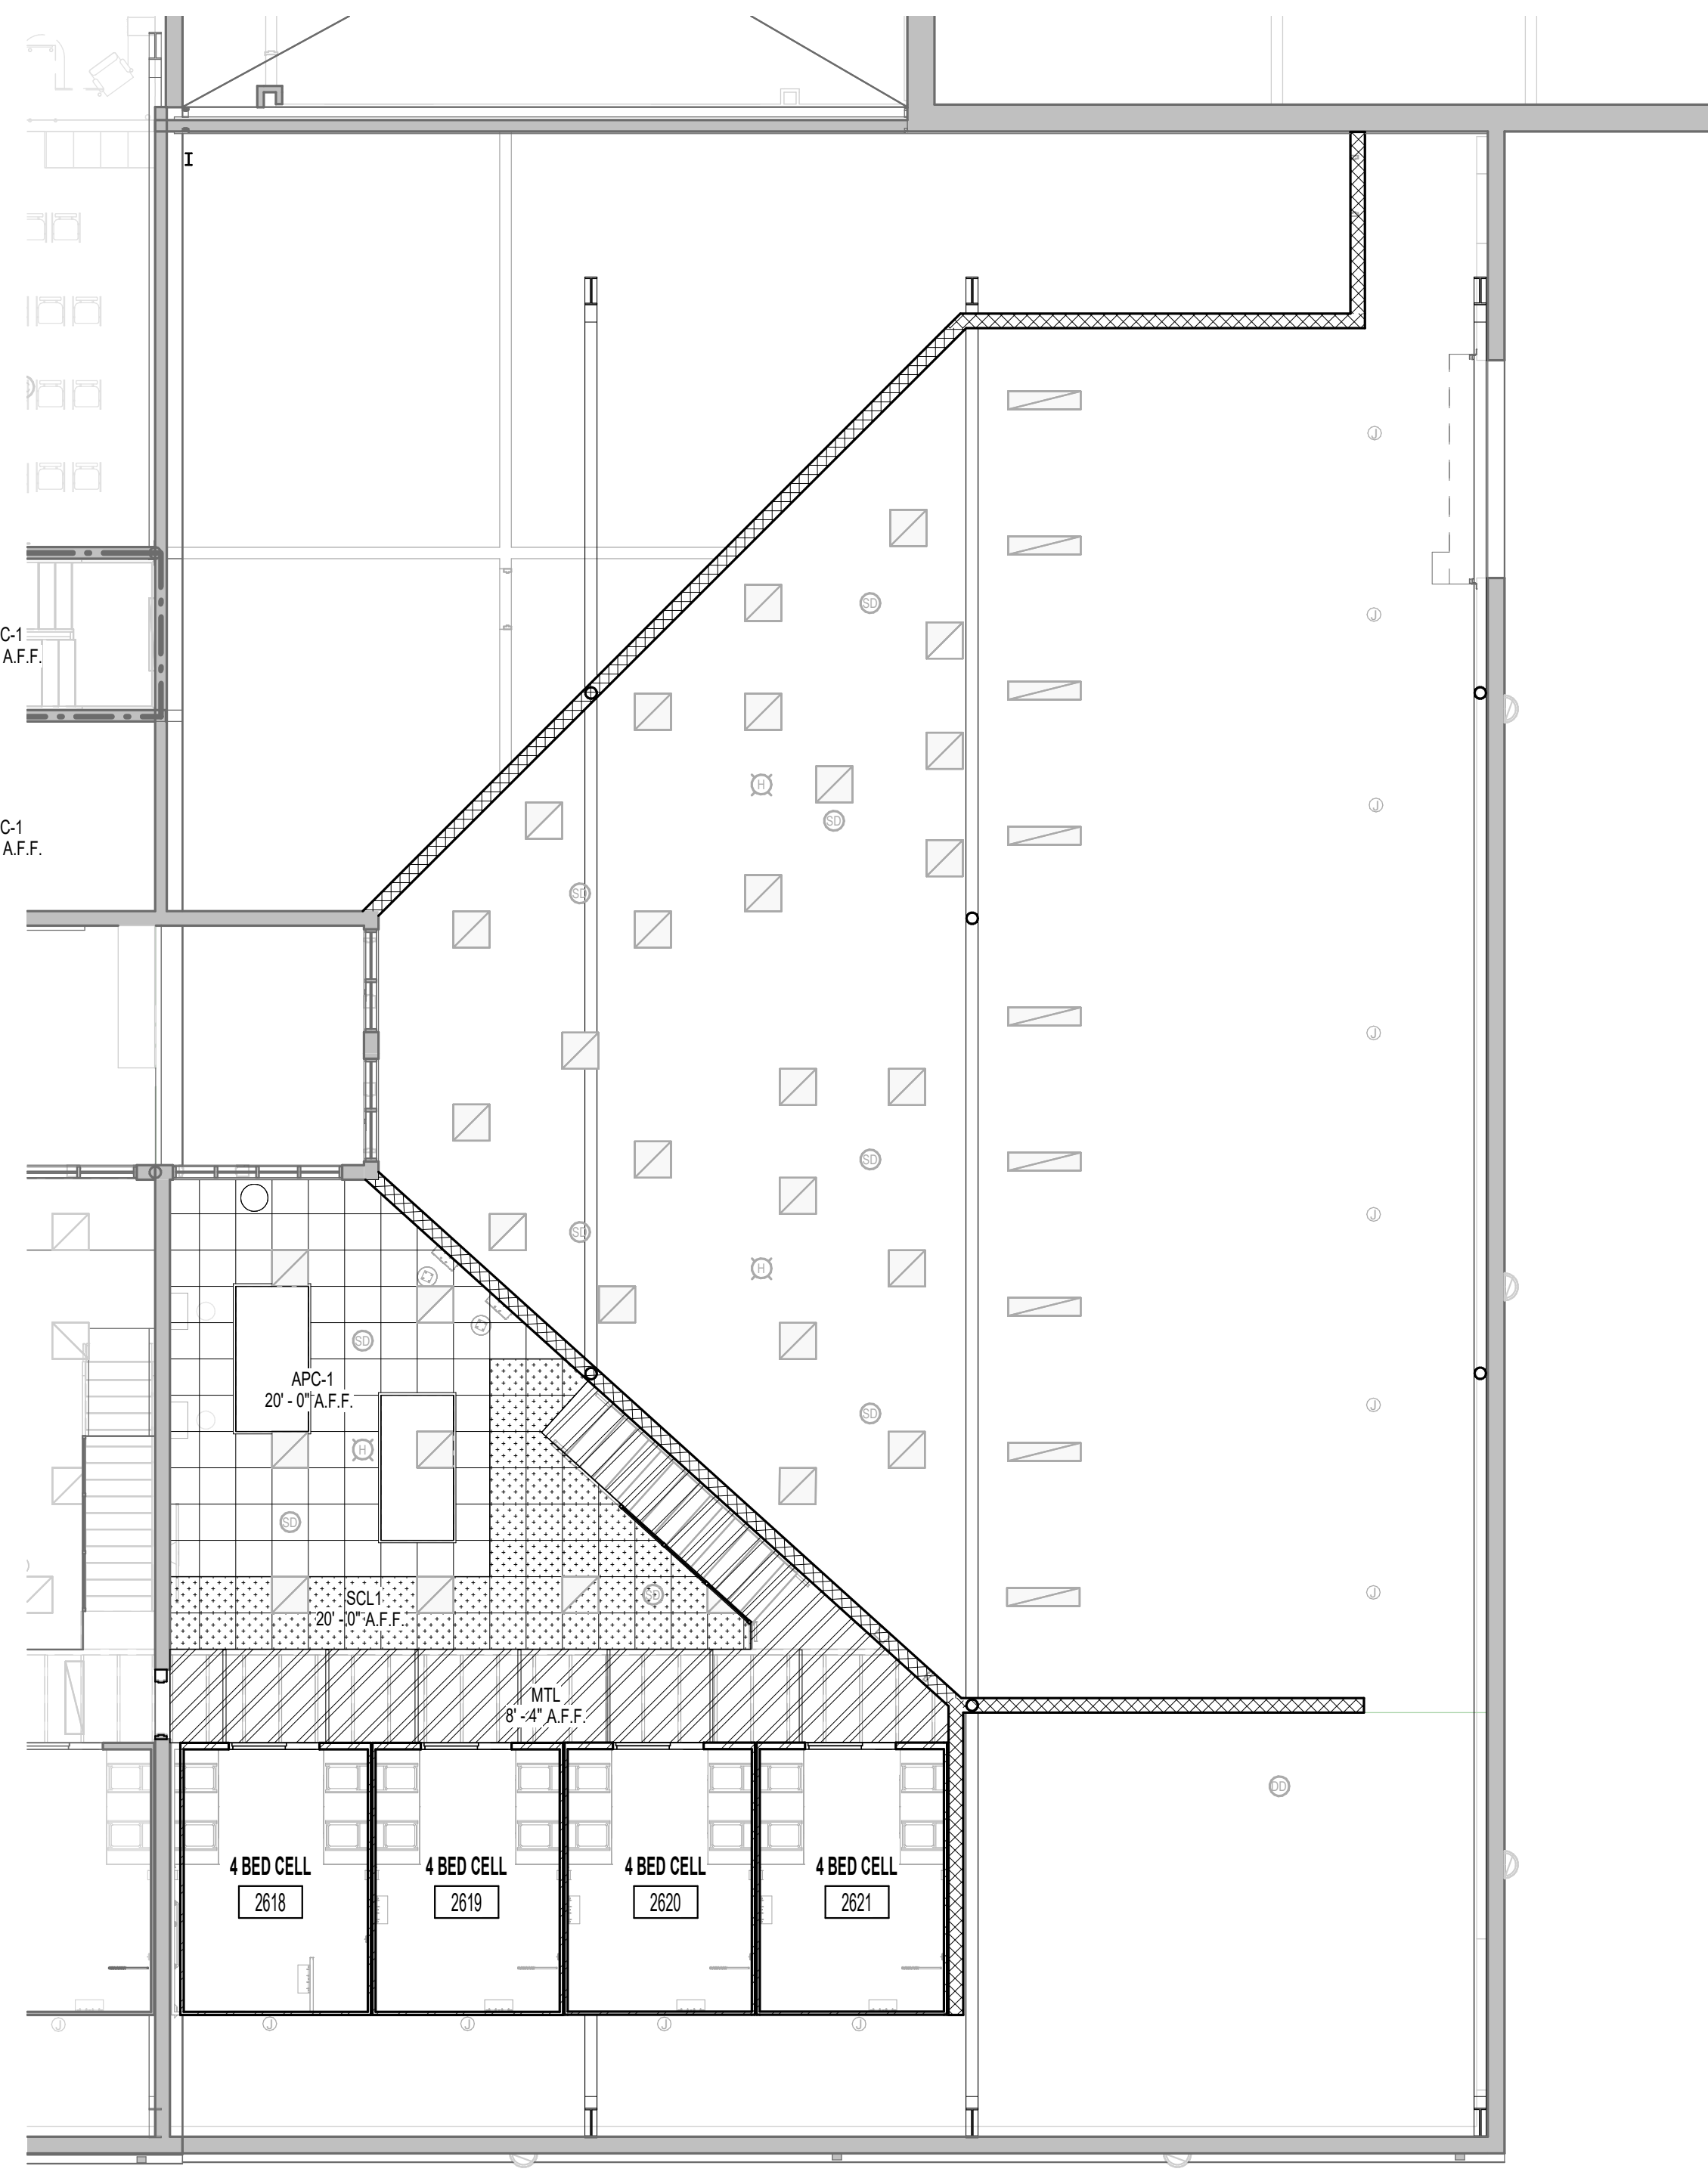 C-1
A.F.F.
C-1
A.F.F.
J
J
J
J
J
J
J
SD
SD
SD
SD
SD
SD
H
H
APC-1
20' - 0" A.F.F.
SD
H
SD
SCL1
20' - 0" A.F.F.
SD
MTL
8' - 4" A.F.F.
DD
4 BED CELL
2618
4 BED CELL
2619
4 BED CELL
2620
4 BED CELL
2621
J
J
J
J
J